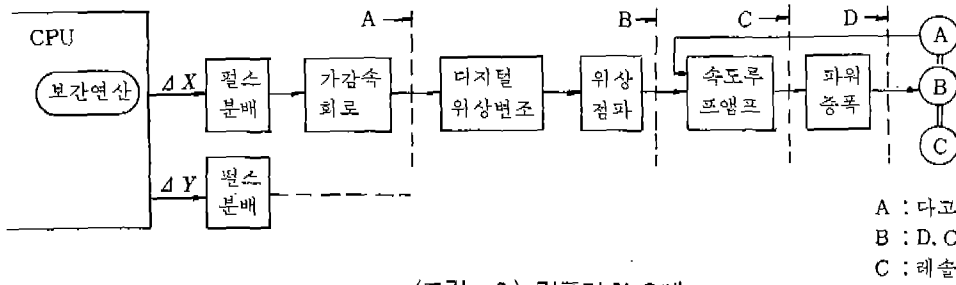 CPU
보간연산
ΔX
펄스
분배
가감속
회로
A
디지털
위상변조
위상
점파
B
속도루
프앰프
C
파워
증폭
D
A
B
C
ΔY
펄스
분배
A : 다고
B : D.C
C : 레솔